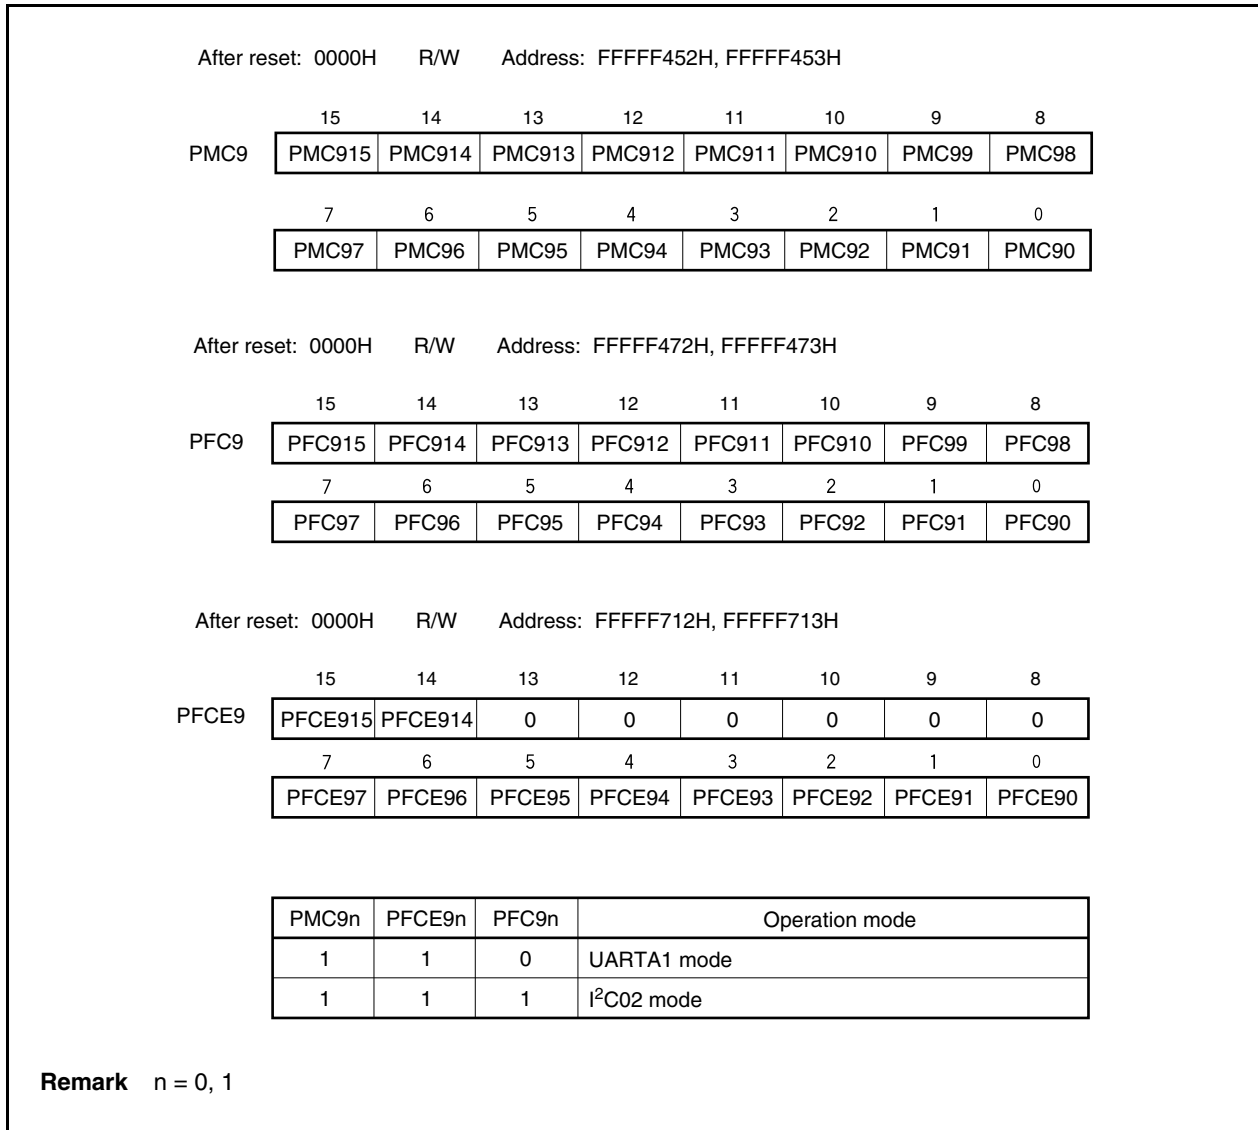 After reset: 0000H R/W Address: FFFFF452H, FFFFF453H
15 14 13 12 11 10 9 8
PMC9 PMC915 PMC914 PMC913 PMC912 PMC911 PMC910 PMC99 PMC98
7 6 5 4 3 2 1 0
PMC97 PMC96 PMC95 PMC94 PMC93 PMC92 PMC91 PMC90
After reset: 0000H R/W Address: FFFFF472H, FFFFF473H
15 14 13 12 11 10 9 8
PFC9 PFC915 PFC914 PFC913 PFC912 PFC911 PFC910 PFC99 PFC98
7 6 5 4 3 2 1 0
PFC97 PFC96 PFC95 PFC94 PFC93 PFC92 PFC91 PFC90
After reset: 0000H R/W Address: FFFFF712H, FFFFF713H
15 14 13 12 11 10 9 8
PFCE9 PFCE915 PFCE914 0 0 0 0 0 0
7 6 5 4 3 2 1 0
PFCE97 PFCE96 PFCE95 PFCE94 PFCE93 PFCE92 PFCE91 PFCE90
PMC9n PFCE9n PFC9n Operation mode
1 1 0 UARTA1 mode
1 1 1 I²C02 mode
Remark n = 0, 1